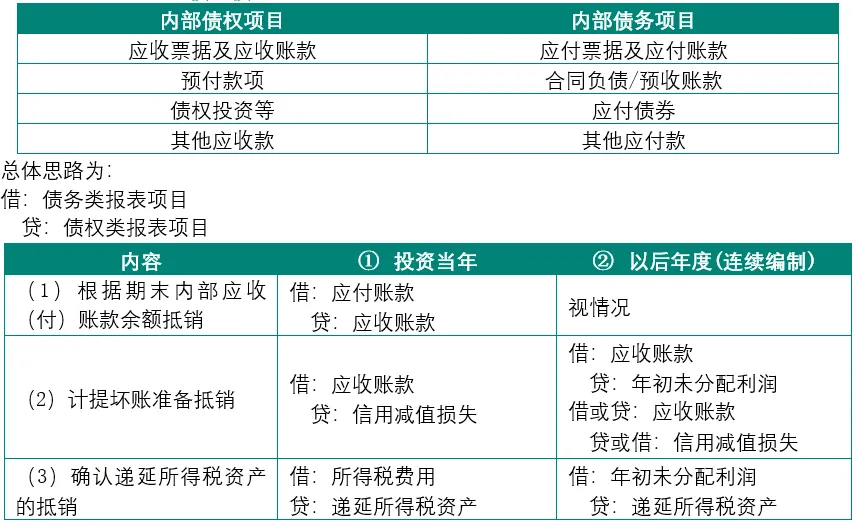 内部债权项目 内部债务项目
应收票据及应收账款 应付票据及应付账款
预付款项 合同负债/预收账款
债权投资等 应付债券
其他应收款 其他应付款
总体思路为：
借：债务类报表项目
贷：债权类报表项目
内容 ① 投资当年 ② 以后年度(连续编制)
（1）根据期末内部应收
（付）账款余额抵销
借：应付账款
贷：应收账款
视情况
（2）计提坏账准备抵销
借：应收账款
贷：信用减值损失
借：应收账款
贷：年初未分配利润
借或贷：应收账款
贷或借：信用减值损失
（3）确认递延所得税资产
的抵销
借：所得税费用
贷：递延所得税资产
借：年初未分配利润
贷：递延所得税资产